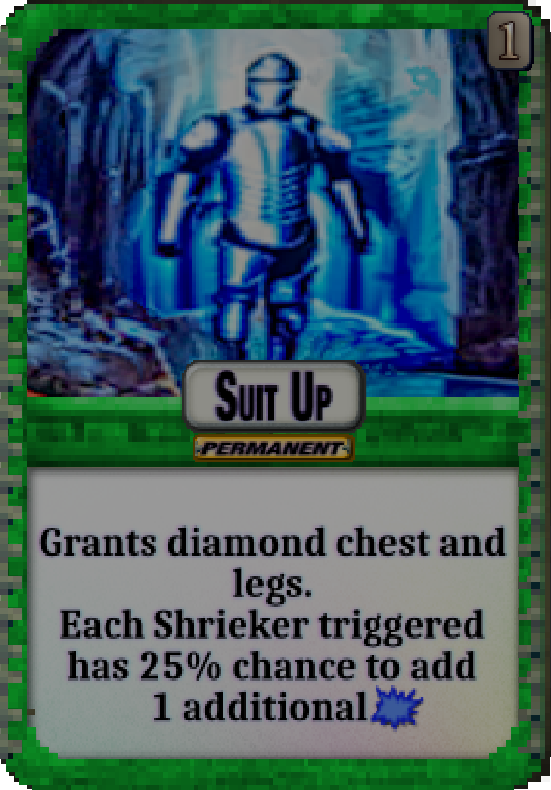 1
Suit Up
PERMANENT
Grants diamond chest and
legs.
Each Shrieker triggered
has 25% chance to add
1 additional